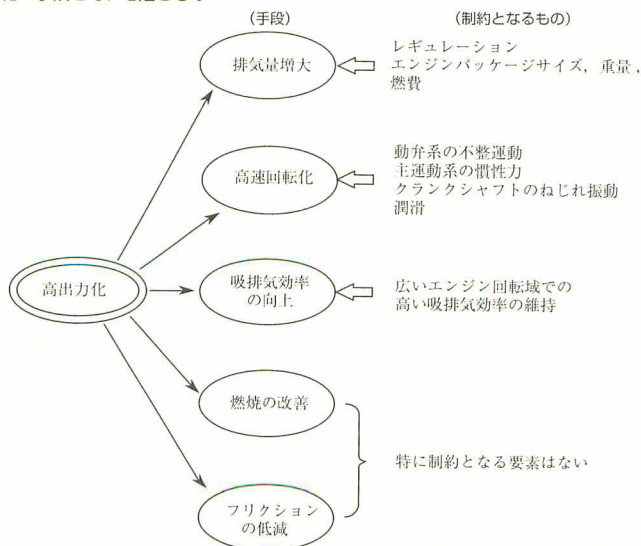 (手段)
(制約となるもの)
排気量増大
レギュレーション
エンジンパッケージサイズ，重量，
燃費
高速回転化
動弁系の不整運動
主運動系の慣性力
クランクシャフトのねじれ振動
潤滑
高出力化
吸排気効率
の向上
広いエンジン回転域での
高い吸排気効率の維持
燃焼の改善
特に制約となる要素はない
フリクション
の低減